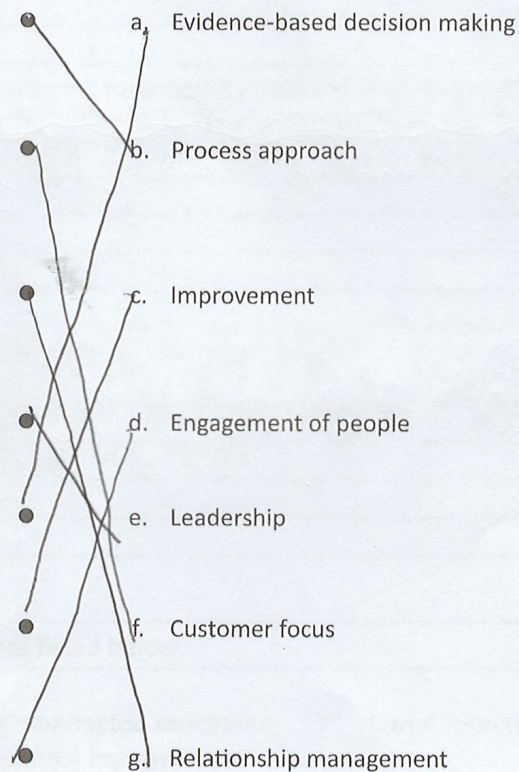 a. Evidence-based decision making
b. Process approach
c. Improvement
d. Engagement of people
e. Leadership
f. Customer focus
g. Relationship management